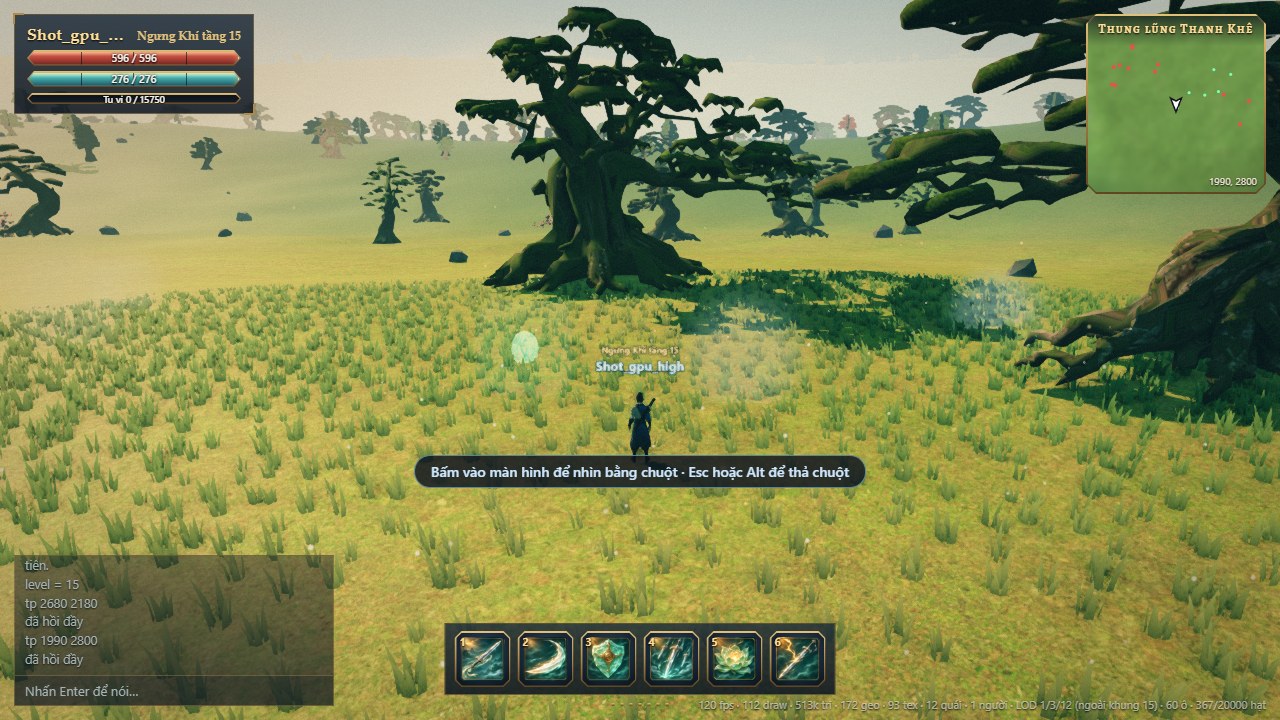 Shot_gpu_... Ngưng Khí tầng 15
596 / 596
276 / 276
Tu vi 0 / 15750
Thung lũng Thanh Khê
1990, 2800
Ngưng Khí tầng 15
Shot_gpu_high
Bấm vào màn hình để nhìn bằng chuột · Esc hoặc Alt để thả chuột
tiên.
level = 15
tp 2680 2180
đã hồi đầy
tp 1990 2800
đã hồi đầy
Nhấn Enter để nói...
1 2 3 4 5 6
120 fps · 112 draw · 513k tri · 172 geo · 93 tex · 12 quái · 1 người · LOD 1/3/12 (ngoài khung 15) · 60 ô · 367/20000 hạt